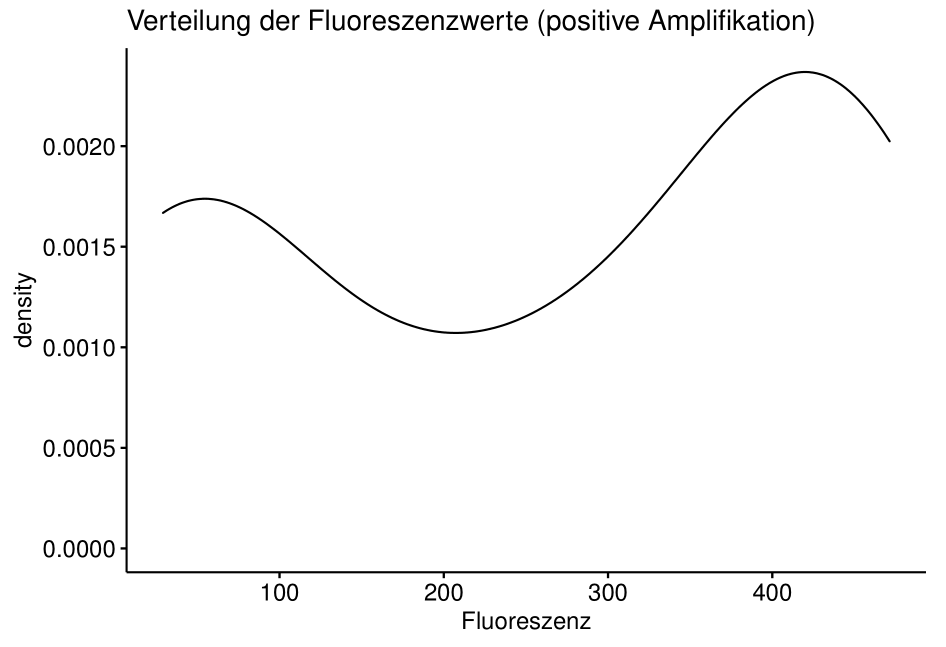 Verteilung der Fluoreszenzwerte (positive Amplifikation)
0.0020
0.0015
0.0010
0.0005
0.0000
density
100 200 300 400
Fluoreszenz